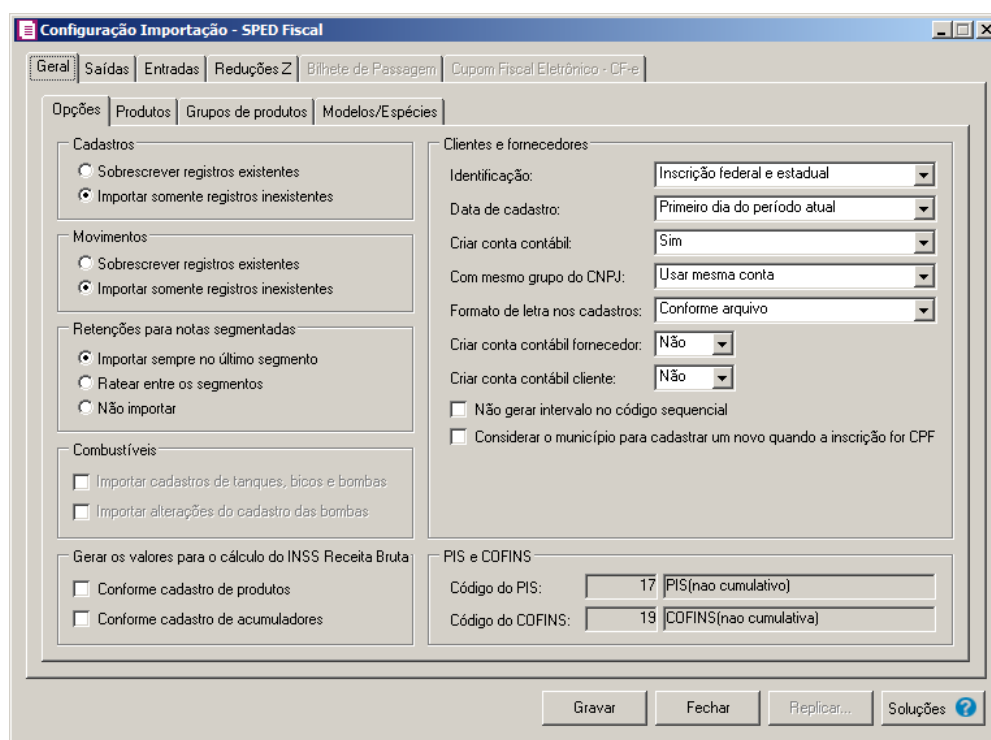 Configuração Importação - SPED Fiscal
Geral Saídas Entradas Reduções Z Bilhete de Passagem Cupom Fiscal Eletrônico - CF-e
Opções Produtos Grupos de produtos Modelos/Espécies
Cadastros
Sobrescrever registros existentes
Importar somente registros inexistentes
Movimentos
Sobrescrever registros existentes
Importar somente registros inexistentes
Retenções para notas segmentadas
Importar sempre no último segmento
Ratear entre os segmentos
Não importar
Combustíveis
Importar cadastros de tanques, bicos e bombas
Importar alterações do cadastro das bombas
Gerar os valores para o cálculo do INSS Receita Bruta
Conforme cadastro de produtos
Conforme cadastro de acumuladores
Clientes e fornecedores
Identificação: Inscrição federal e estadual
Data de cadastro: Primeiro dia do período atual
Criar conta contábil: Sim
Com mesmo grupo do CNPJ: Usar mesma conta
Formato de letra nos cadastros: Conforme arquivo
Criar conta contábil fornecedor: Não
Criar conta contábil cliente: Não
Não gerar intervalo no código sequencial
Considerar o município para cadastrar um novo quando a inscrição for CPF
PIS e COFINS
Código do PIS: 17 PIS(nao cumulativo)
Código do COFINS: 19 COFINS(nao cumulativa)
Gravar Fechar Replicar... Soluções ?